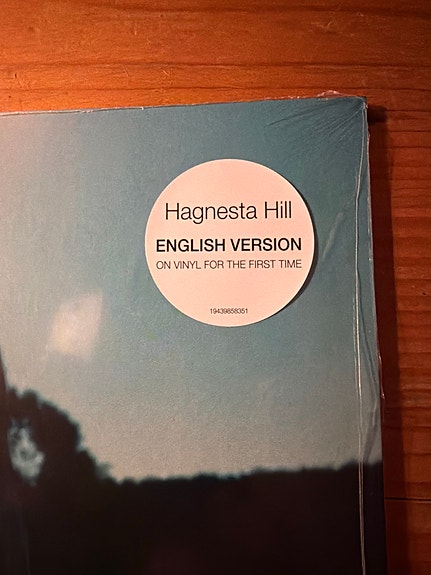 Hagnesta Hill
ENGLISH VERSION
ON VINYL FOR THE FIRST TIME
19439858351